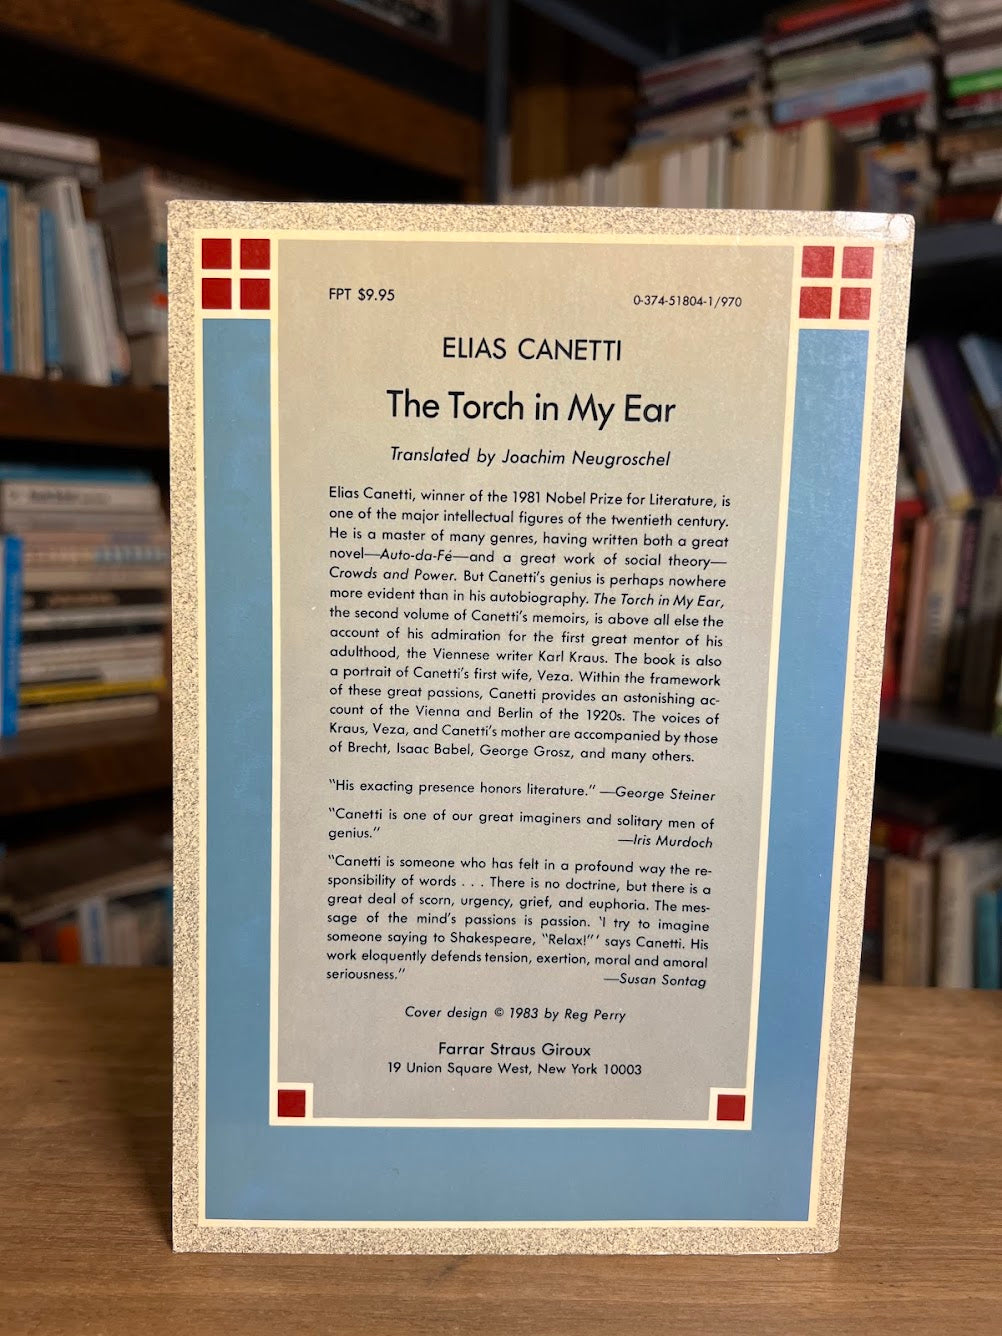 FPT $9.95
0-374-51804-1/970
ELIAS CANETTI
The Torch in My Ear
Translated by Joachim Neugroschel
Elias Canetti, winner of the 1981 Nobel Prize for Literature, is
one of the major intellectual figures of the twentieth century.
He is a master of many genres, having written both a great
novel—Auto-da-Fé—and a great work of social theory—
Crowds and Power. But Canetti's genius is perhaps nowhere
more evident than in his autobiography. The Torch in My Ear,
the second volume of Canetti's memoirs, is above all else the
account of his admiration for the first great mentor of his
adulthood, the Viennese writer Karl Kraus. The book is also
a portrait of Canetti's first wife, Veza. Within the framework
of these great passions, Canetti provides an astonishing ac-
count of the Vienna and Berlin of the 1920s. The voices of
Kraus, Veza, and Canetti's mother are accompanied by those
of Brecht, Isaac Babel, George Grosz, and many others.
"His exacting presence honors literature." —George Steiner
"Canetti is one of our great imaginers and solitary men of
genius." —Iris Murdoch
"Canetti is someone who has felt in a profound way the re-
sponsibility of words . . . There is no doctrine, but there is a
great deal of scorn, urgency, grief, and euphoria. The mes-
sage of the mind's passions is passion. 'I try to imagine
someone saying to Shakespeare, "Relax!"' says Canetti. His
work eloquently defends tension, exertion, moral and amoral
seriousness." —Susan Sontag
Cover design © 1983 by Reg Perry
Farrar Straus Giroux
19 Union Square West, New York 10003